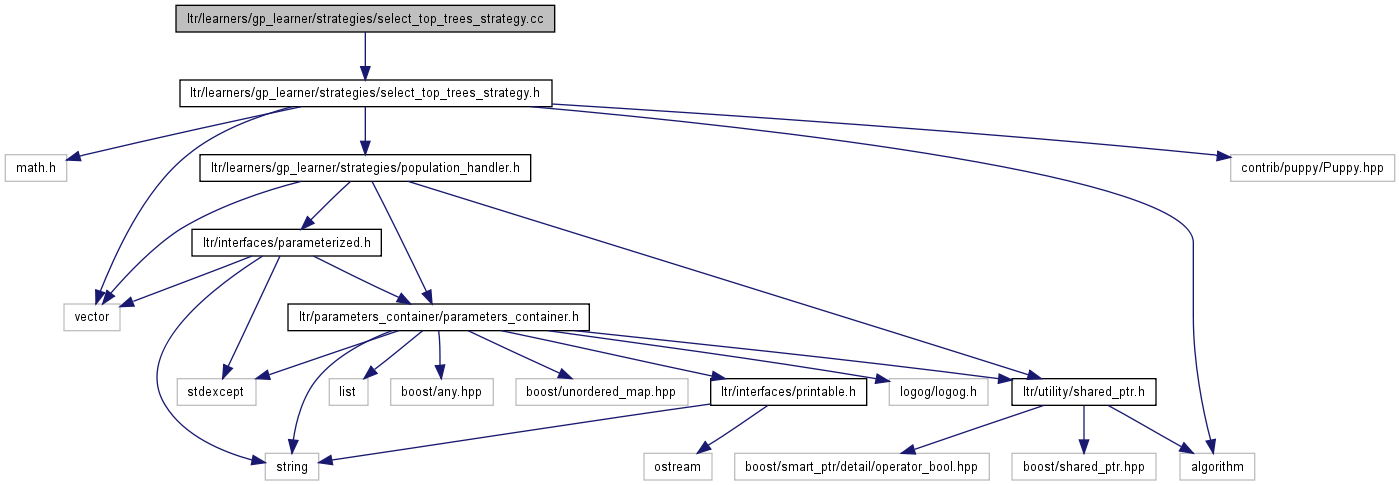 ltr/learners/gp_learner/strategies/select_top_trees_strategy.cc
ltr/learners/gp_learner/strategies/select_top_trees_strategy.h
math.h
ltr/learners/gp_learner/strategies/population_handler.h
contrib/puppy/Puppy.hpp
ltr/interfaces/parameterized.h
vector
ltr/parameters_container/parameters_container.h
stdexcept
list
boost/any.hpp
boost/unordered_map.hpp
ltr/interfaces/printable.h
logog/logog.h
ltr/utility/shared_ptr.h
string
ostream
boost/smart_ptr/detail/operator_bool.hpp
boost/shared_ptr.hpp
algorithm